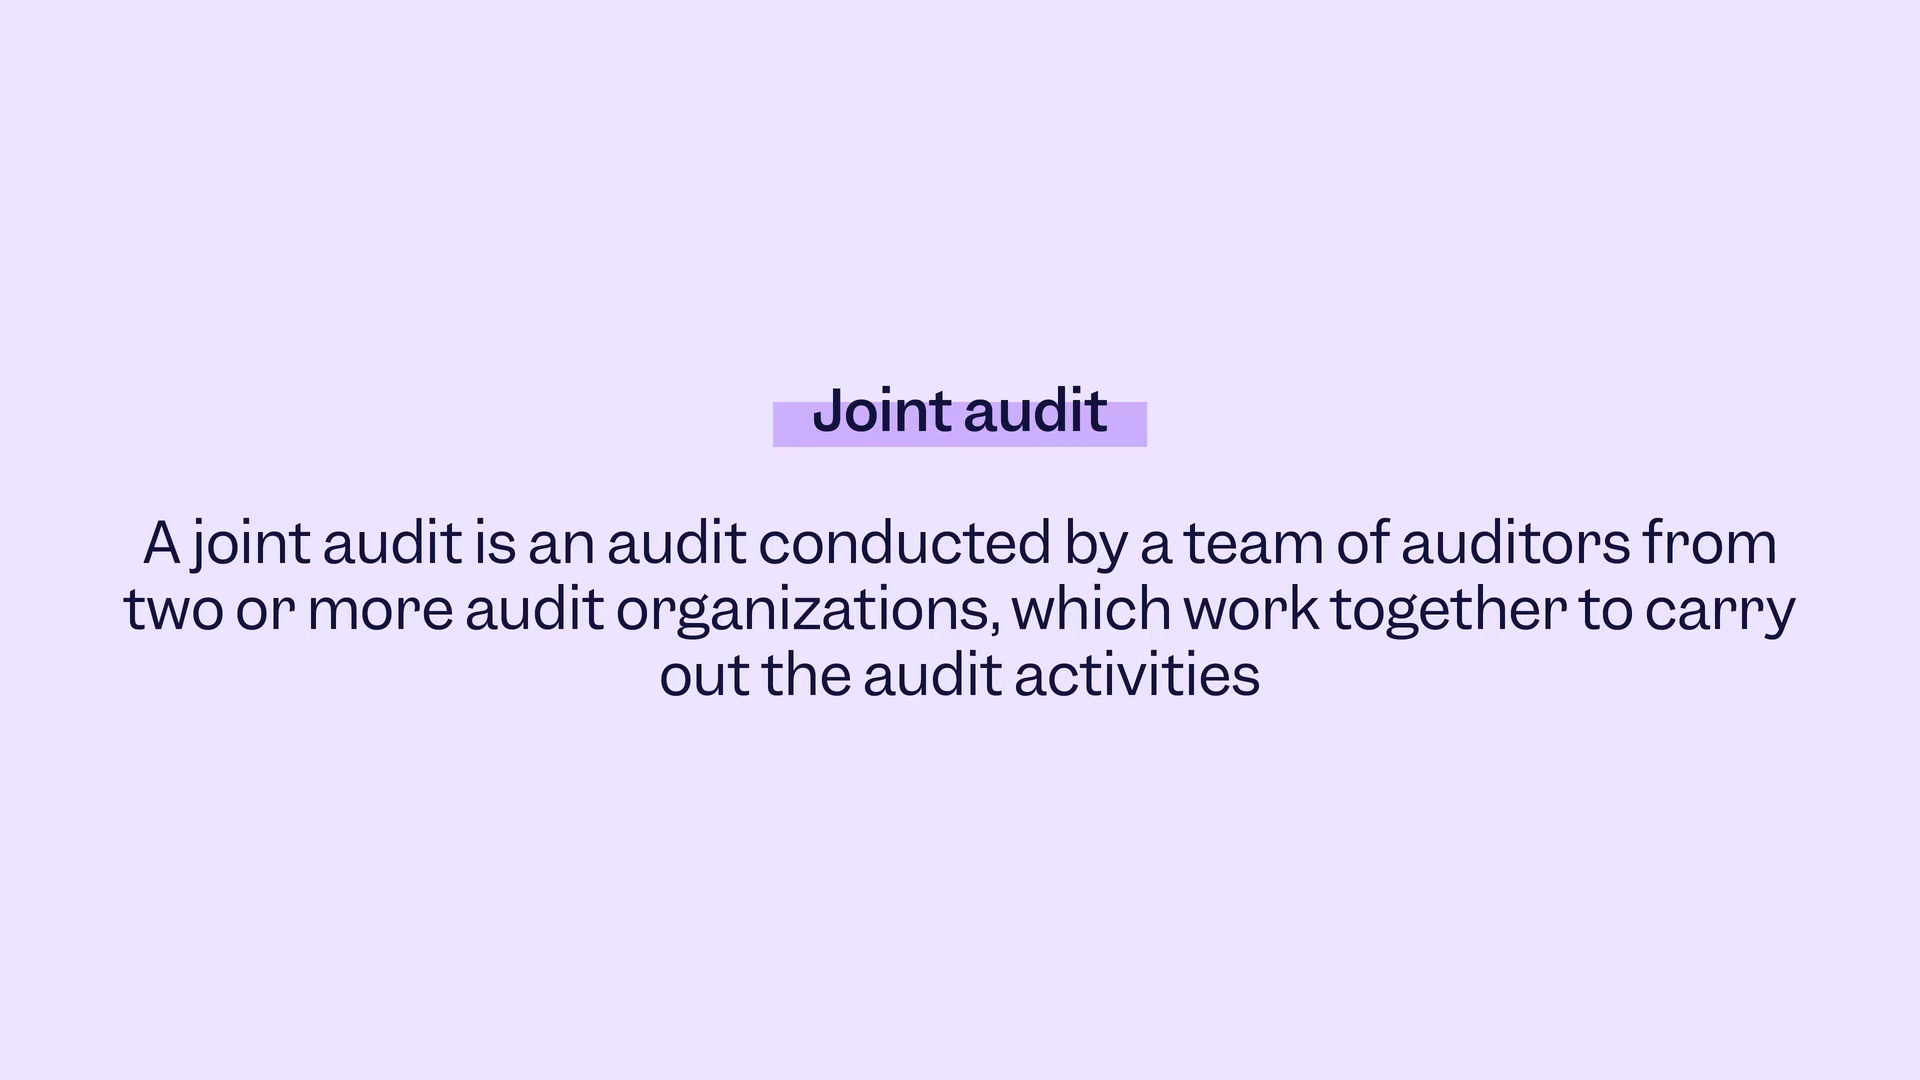 Joint audit
A joint audit is an audit conducted by a team of auditors from
two or more audit organizations, which work together to carry
out the audit activities